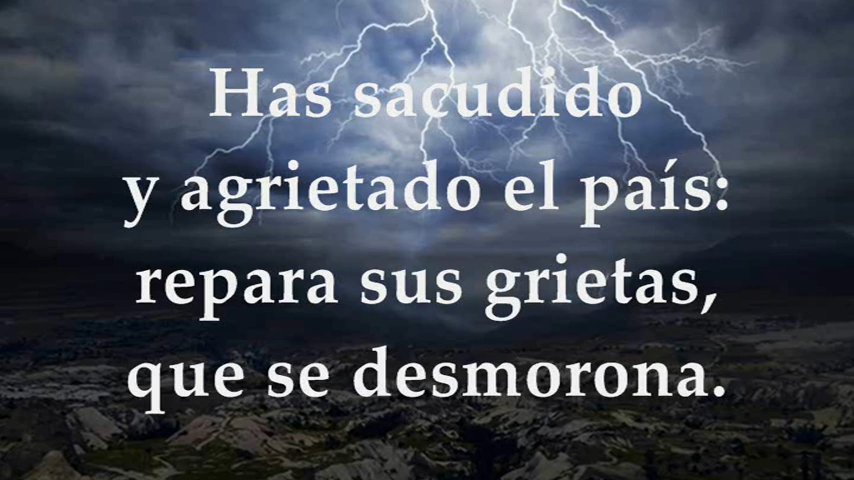 Has sacudido
y agrietado el país:
repara sus grietas,
que se desmorona.